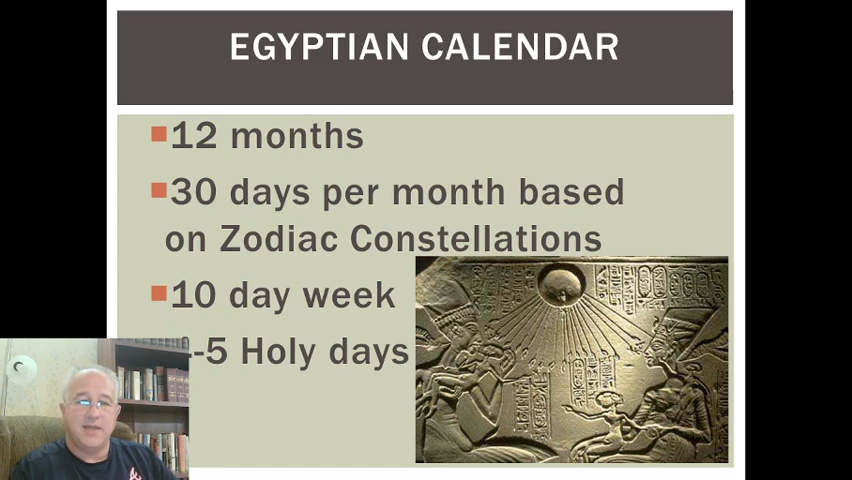 EGYPTIAN CALENDAR
12 months
30 days per month based
on Zodiac Constellations
10 day week
-5 Holy days